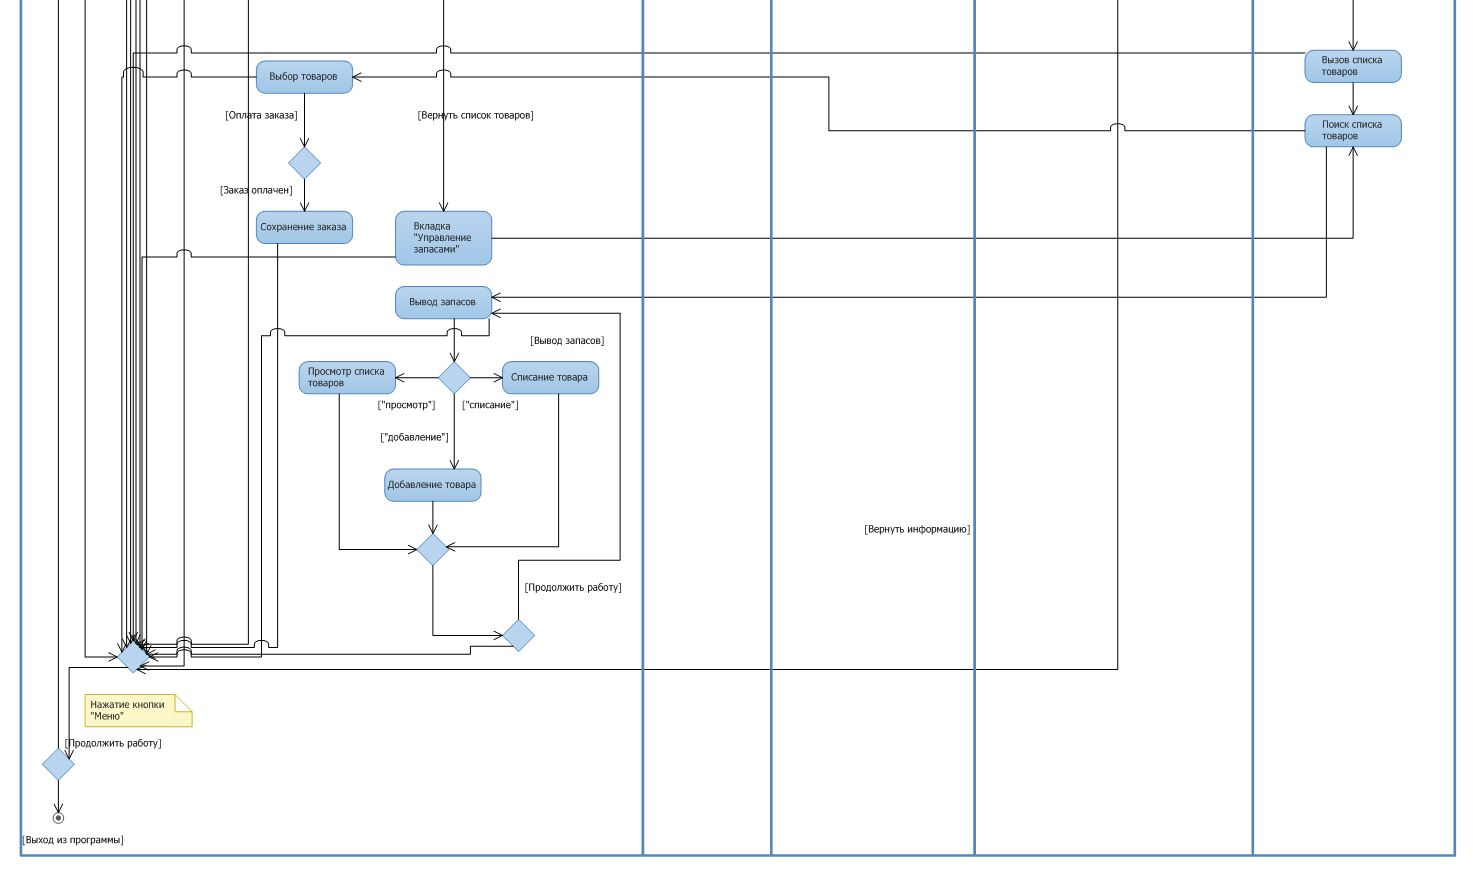 Вызов списка
товаров
Выбор товаров
[Оплата заказа]
[Вернуть список товаров]
Поиск списка
товаров
[Заказ оплачен]
Сохранение заказа
Вкладка
"Управление
запасами"
Вывод запасов
[Вывод запасов]
Просмотр списка
товаров
Списание товара
["просмотр"]
["списание"]
["добавление"]
Добавление товара
[Вернуть информацию]
[Продолжить работу]
Нажатие кнопки
"Меню"
[Продолжить работу]
[Выход из программы]